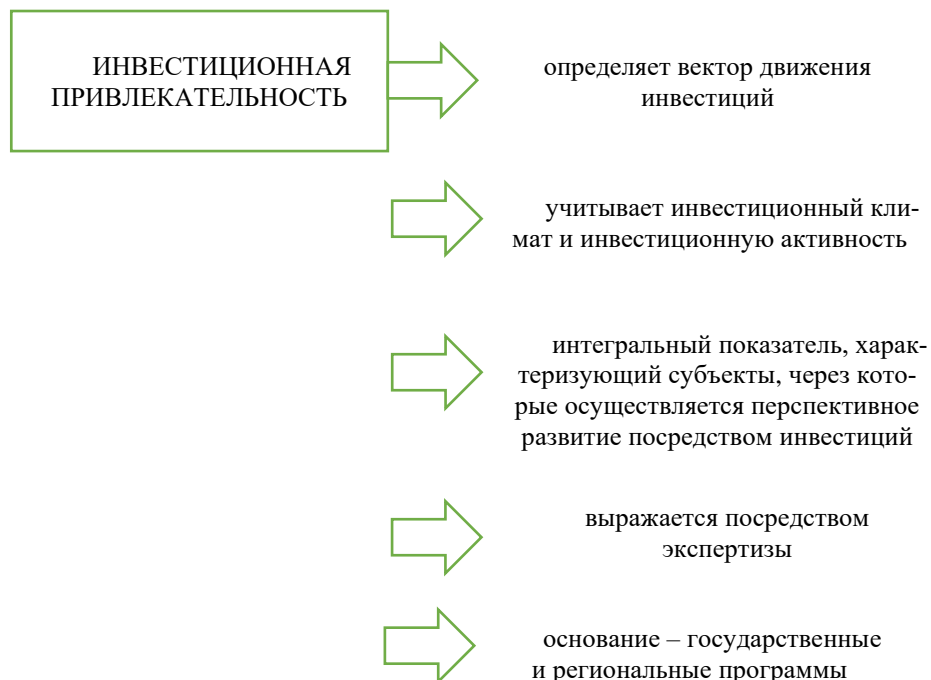 ИНВЕСТИЦИОННАЯ
ПРИВЛЕКАТЕЛЬНОСТЬ
определяет вектор движения
инвестиций
учитывает инвестиционный кли-
мат и инвестиционную активность
интегральный показатель, харак-
теризующий субъекты, через кото-
рые осуществляется перспективное
развитие посредством инвестиций
выражается посредством
экспертизы
основание – государственные
и региональные программы